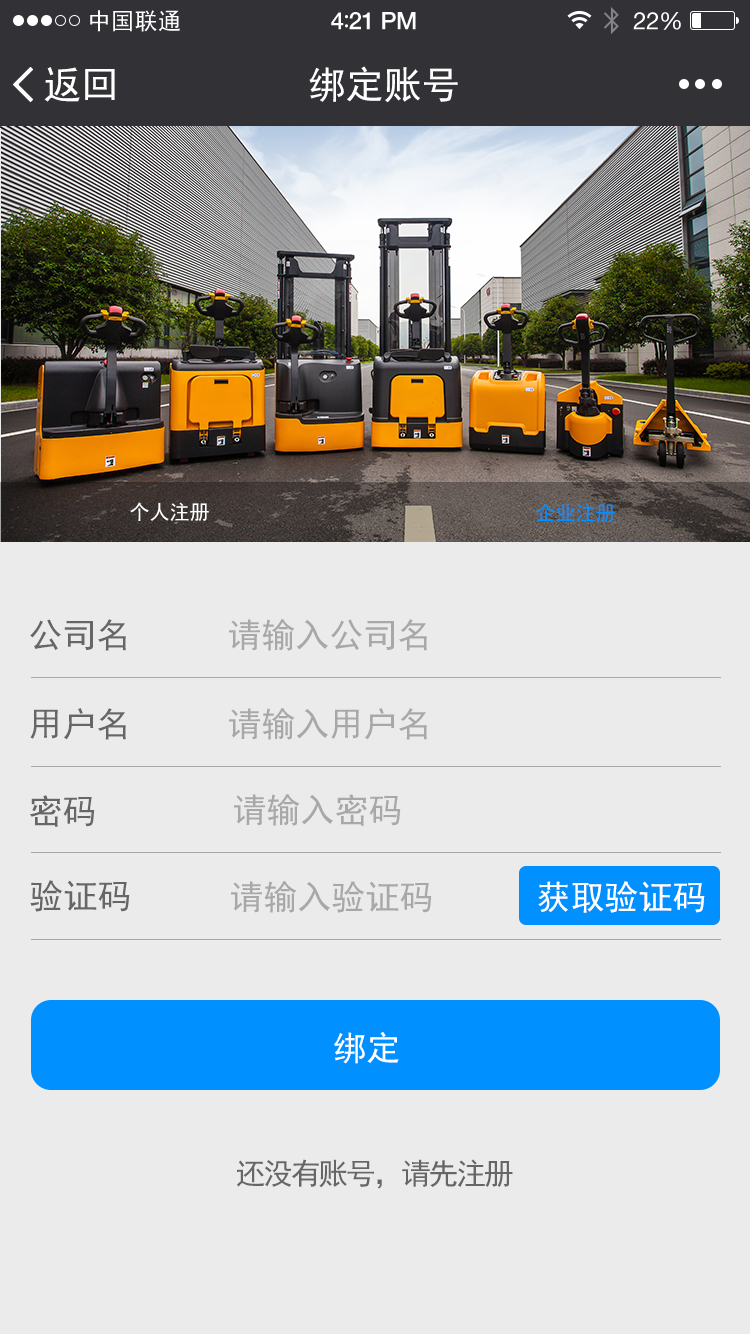 中国联通 4:21 PM 22%
返回 绑定账号
个人注册 企业注册
公司名 请输入公司名
用户名 请输入用户名
密码 请输入密码
验证码 请输入验证码 获取验证码
绑定
还没有账号，请先注册